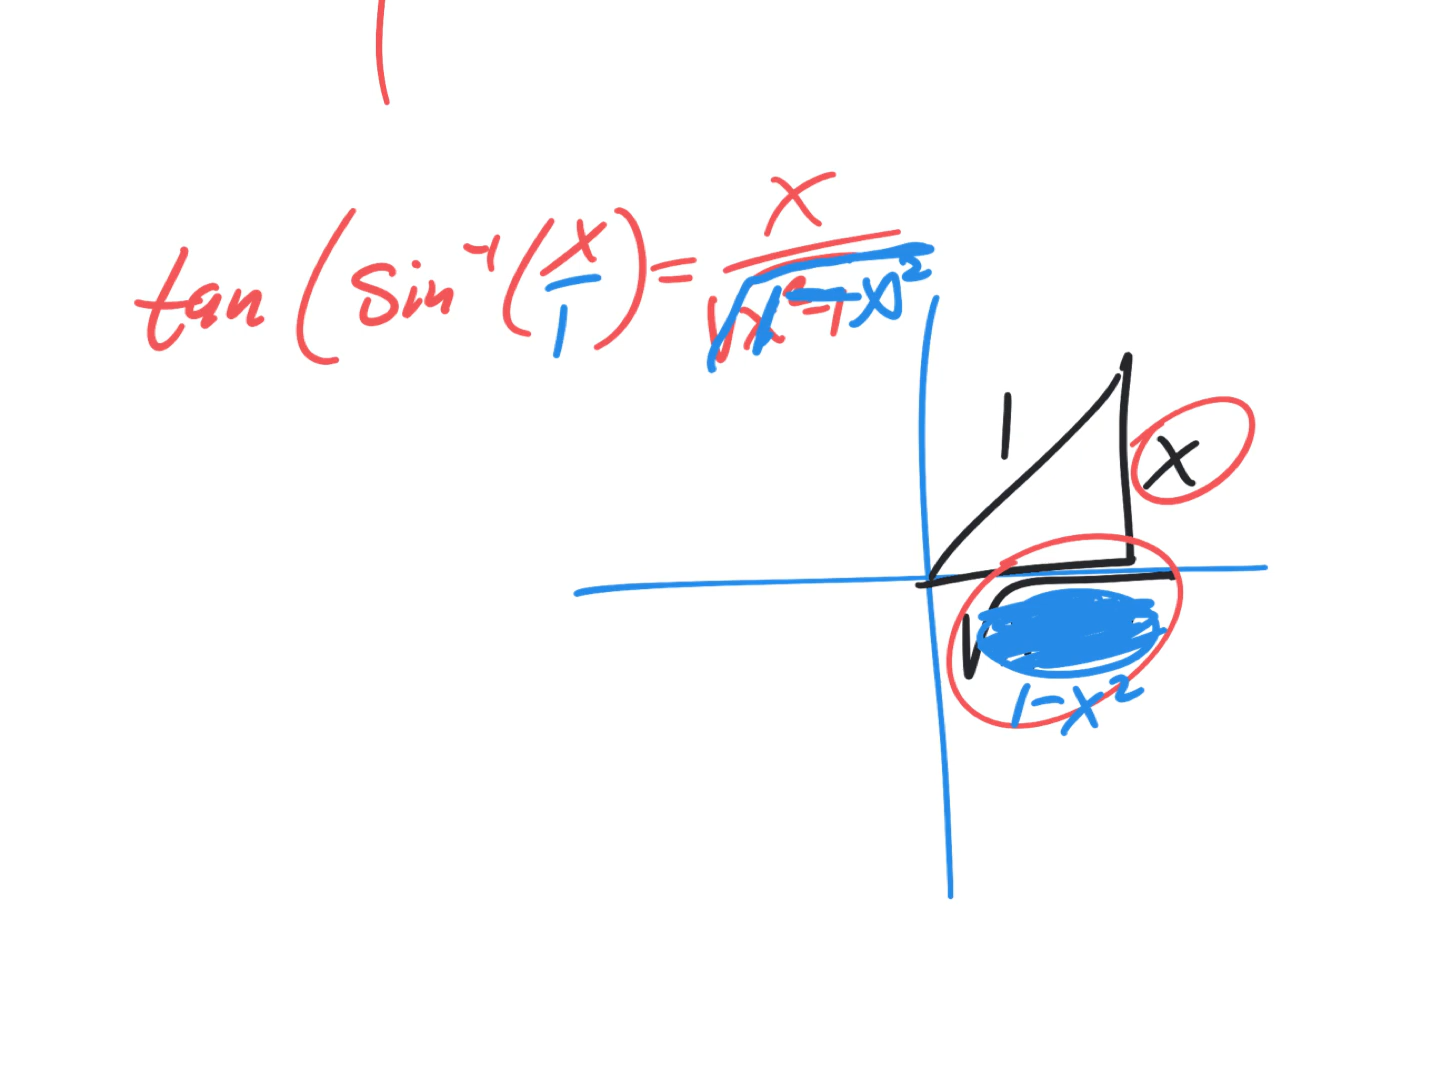 tan (sin⁻¹(x/1) = x/√1-x²
1
x
√
1-x²